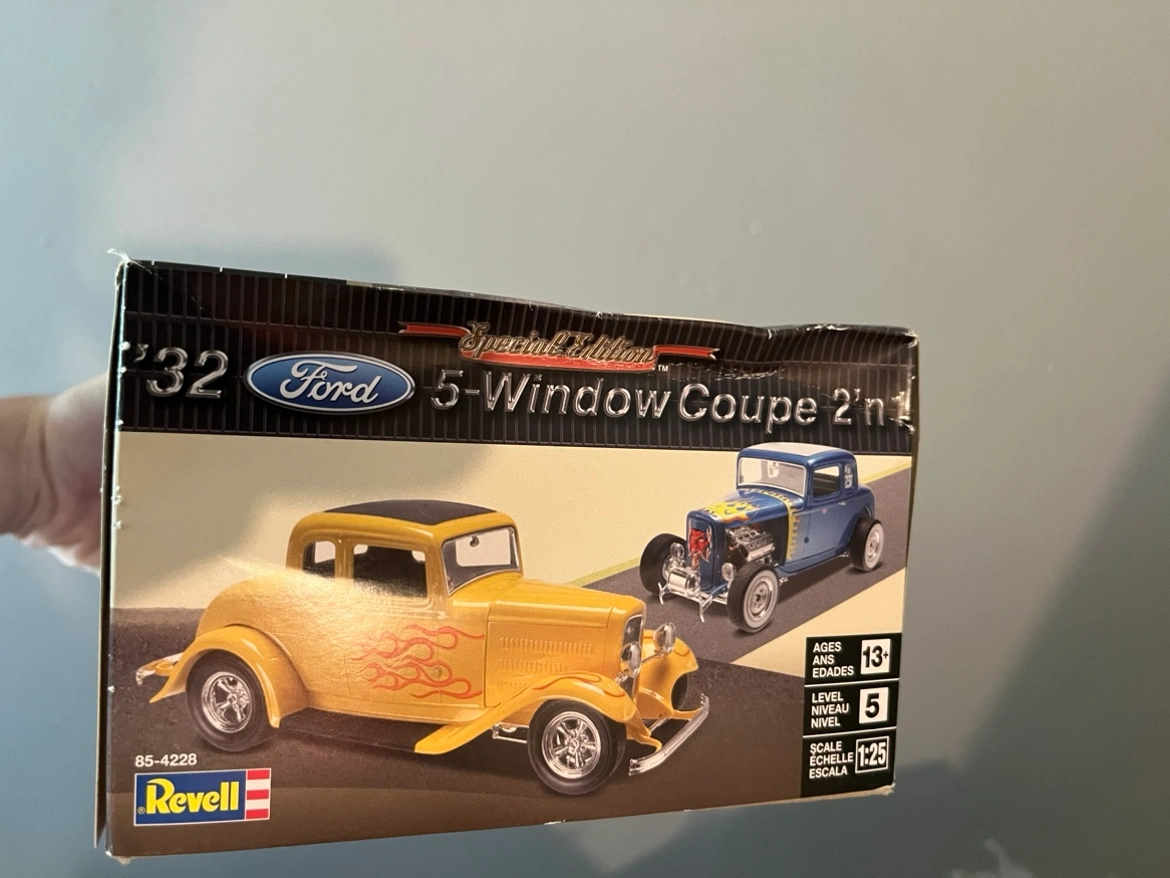 Special Edition™
'32 Ford 5-Window Coupe 2'n1
AGES
ANS
EDADES
13+
LEVEL
NIVEAU
NIVEL
5
SCALE
ÉCHELLE
ESCALA
1:25
85-4228
Revell